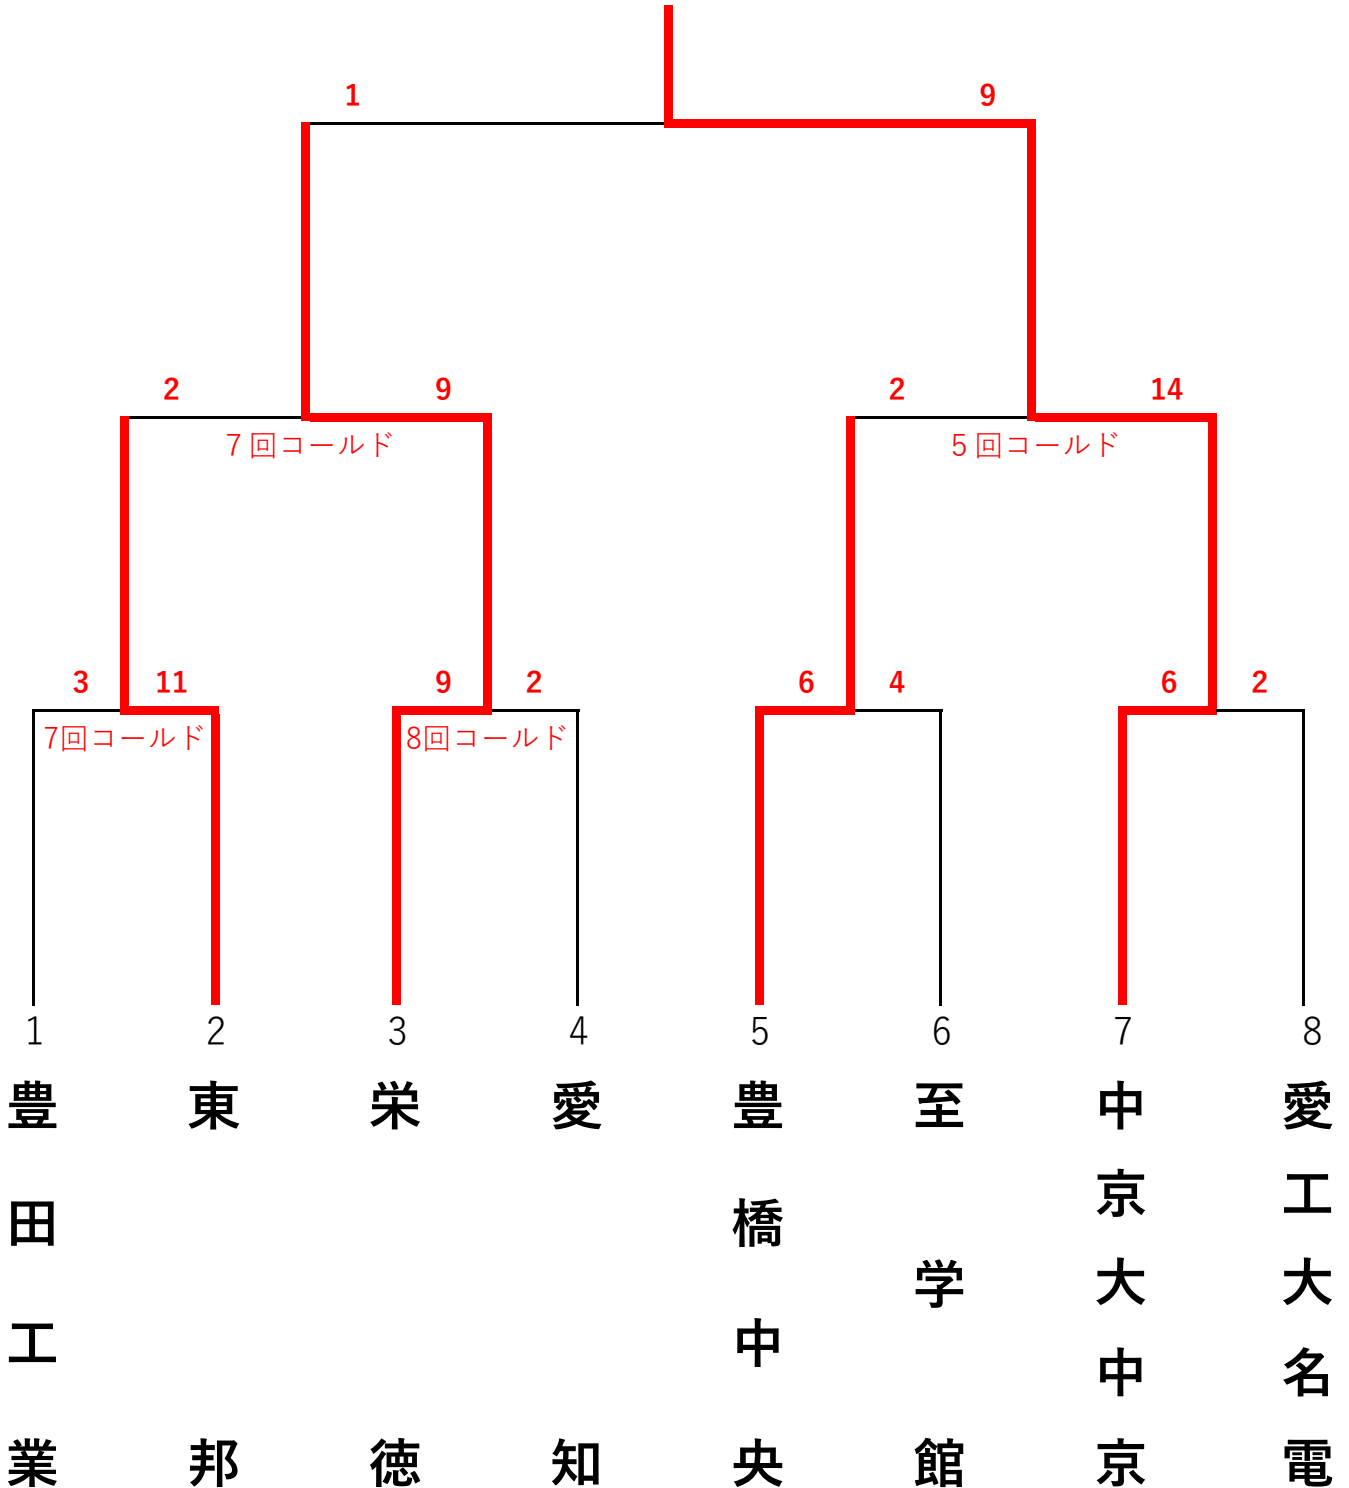 1 9
2 9 2 14
７回コールド ５回コールド
3 11 9 2 6 4 6 2
7回コールド 8回コールド
1 2 3 4 5 6 7 8
豊田工業
東邦
栄徳
愛知
豊橋中央
至学館
中京大中京
愛工大名電